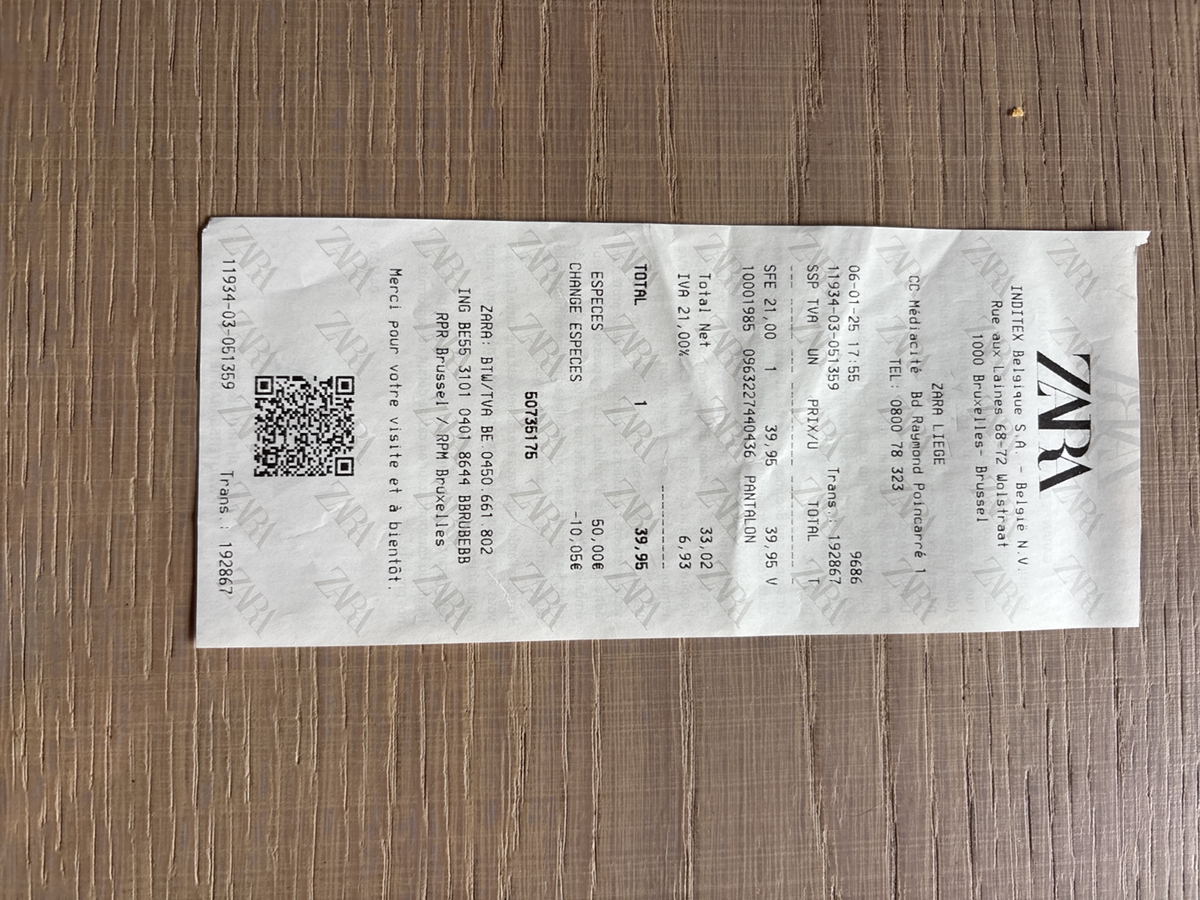 ZARA
INDITEX Belgique S.A. - België N.V.
Rue aux Laines 68-72 Wolstraat
1000 Bruxelles- Brussel
ZARA LIEGE
CC Médiacité Bd Raymond Poincarré 1
TEL: 0800 78 323
06-01-25 17:55 9686
11934-03-051359 Trans.: 192867
SSP TVA UN PRIX/U TOTAL T
SFE 21,00 1 39,95 39,95 V
10001985 09632274​40436 PANTALON
Total Net 33,02
IVA 21,00% 6,93
TOTAL 1 39,95
ESPECES 50,00€
CHANGE ESPECES -10,05€
50735175
ZARA: BTW/TVA BE 0450.661.802
ING BE55 3101 0401 8644 BBRUBEBB
RPR Brussel / RPM Bruxelles
Merci pour votre visite et à bientôt.
11934-03-051359 Trans.: 192867